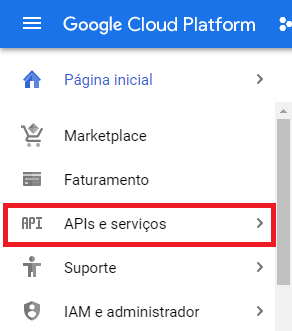 Google Cloud Platform
Página inicial
Marketplace
Faturamento
API APIs e serviços
Suporte
IAM e administrador